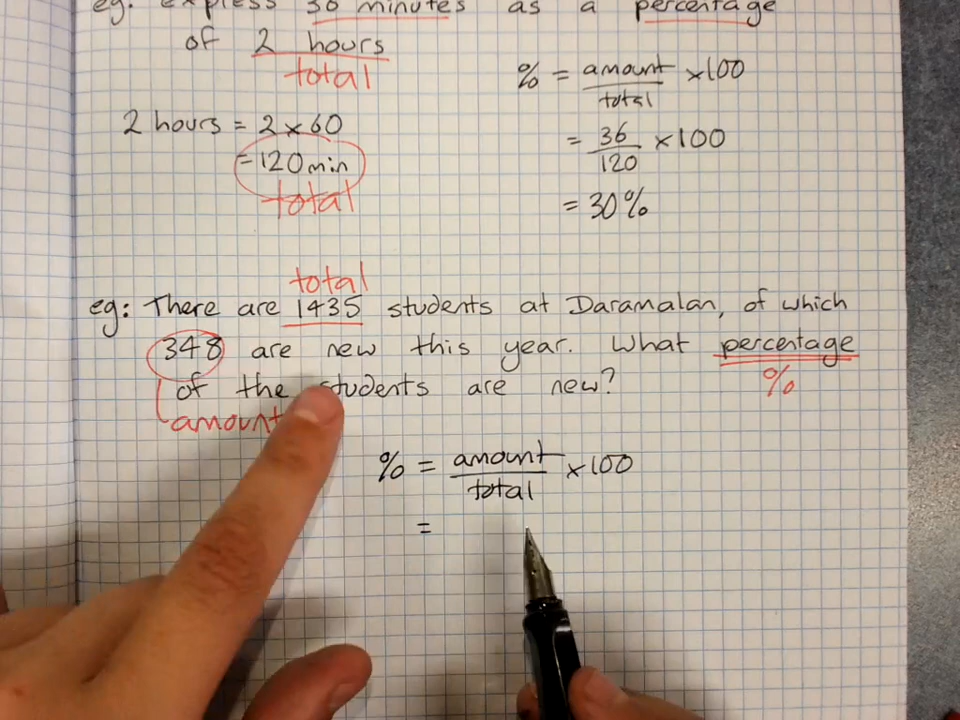 eg: express 36 minutes as a percentage
of 2 hours
total
% = amount/total ×100
2 hours = 2 × 60
= 36/120 ×100
= 120 min
total
= 30%
total
eg: There are 1435 students at Daramalan, of which
348 are new this year. What percentage
of the students are new? %
amount
% = amount/total ×100
=